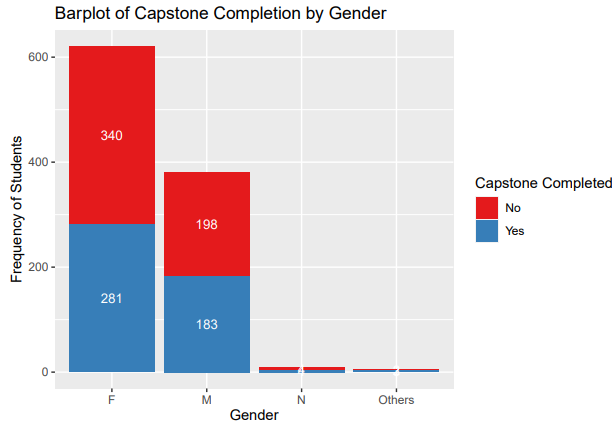 Barplot of Capstone Completion by Gender
600
400
200
0
Frequency of Students
340
281
198
183
F
M
N
Others
Gender
Capstone Completed
No
Yes